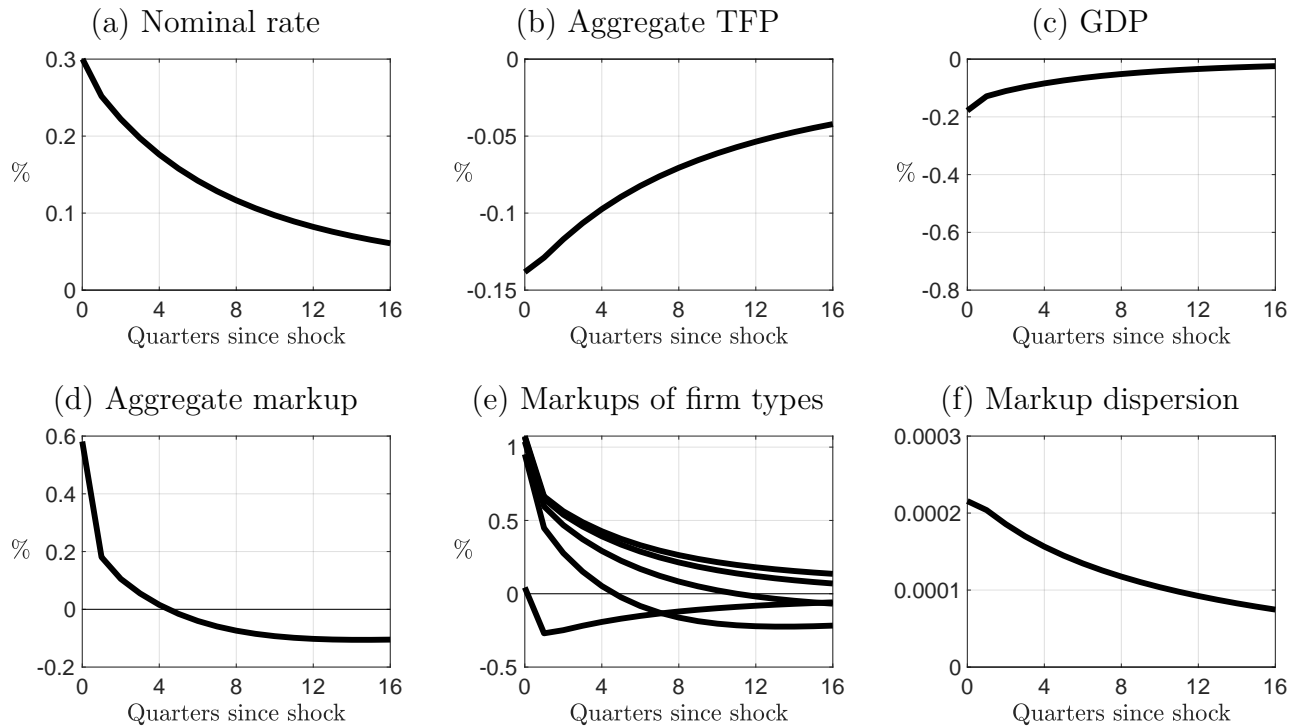 (a) Nominal rate
0.3
0.2
%
0.1
0
0 4 8 12 16
Quarters since shock
(b) Aggregate TFP
0
-0.05
%
-0.1
-0.15
0 4 8 12 16
Quarters since shock
(c) GDP
0
-0.2
% -0.4
-0.6
-0.8
0 4 8 12 16
Quarters since shock
(d) Aggregate markup
0.6
0.4
%
0.2
0
-0.2
0 4 8 12 16
Quarters since shock
(e) Markups of firm types
1
0.5
%
0
-0.5
0 4 8 12 16
Quarters since shock
(f) Markup dispersion
0.0003
0.0002
0.0001
0
0 4 8 12 16
Quarters since shock